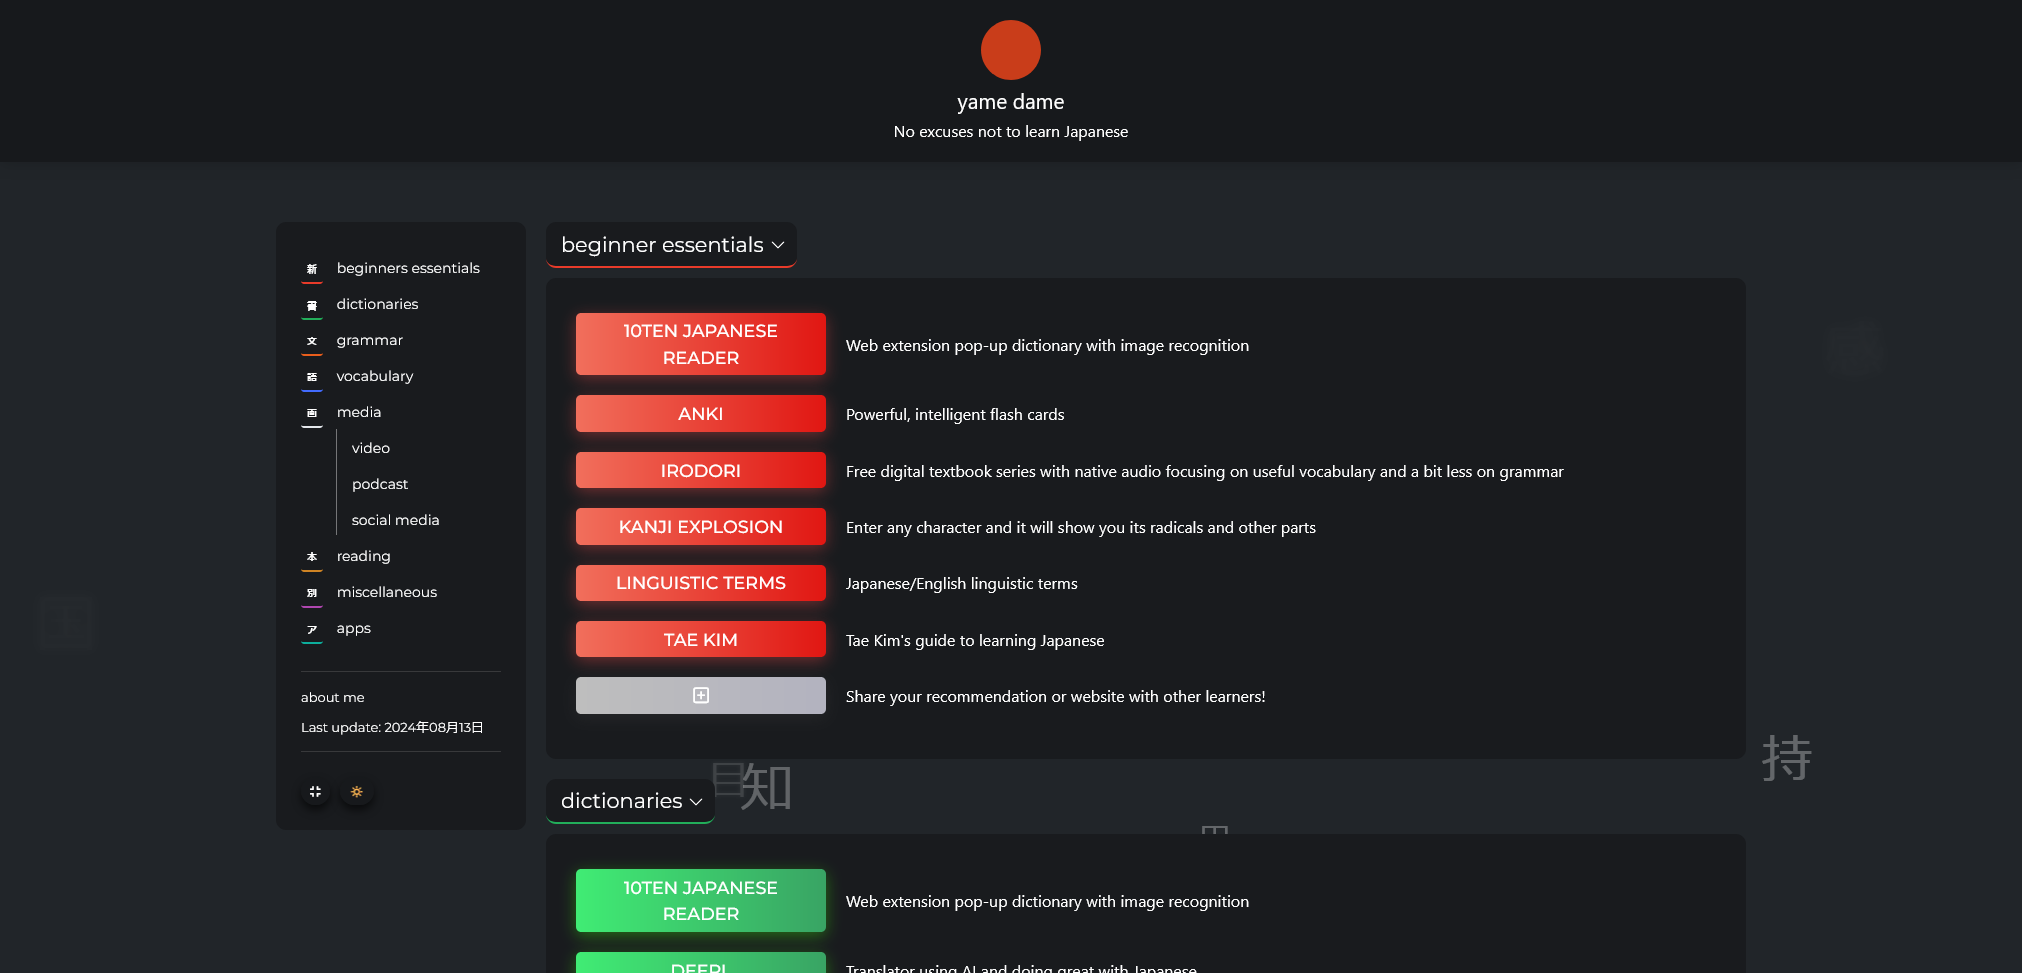 yame dame
No excuses not to learn Japanese
新 beginners essentials
書 dictionaries
文 grammar
語 vocabulary
画 media
video
podcast
social media
本 reading
別 miscellaneous
ア apps
about me
Last update: 2024年08月13日
beginner essentials
10TEN JAPANESE
READER
Web extension pop-up dictionary with image recognition
ANKI
Powerful, intelligent flash cards
IRODORI
Free digital textbook series with native audio focusing on useful vocabulary and a bit less on grammar
KANJI EXPLOSION
Enter any character and it will show you its radicals and other parts
LINGUISTIC TERMS
Japanese/English linguistic terms
TAE KIM
Tae Kim's guide to learning Japanese
Share your recommendation or website with other learners!
持
目
知
dictionaries
10TEN JAPANESE
READER
Web extension pop-up dictionary with image recognition
DEEPL
Translator using AI and doing great with Japanese